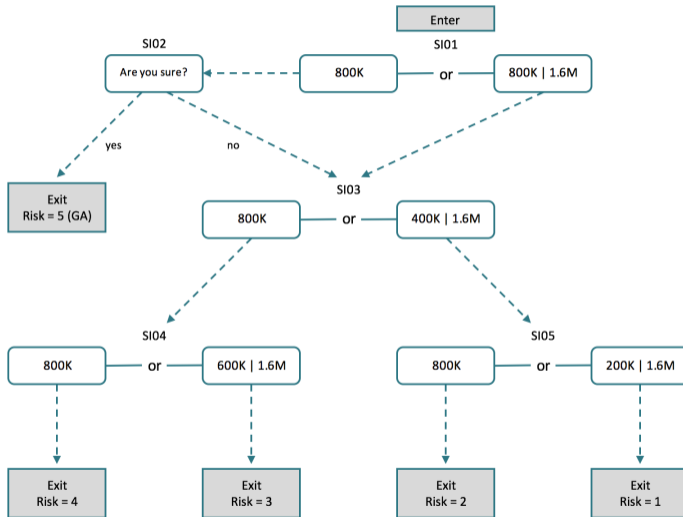 Enter
SI01
SI02
Are you sure?
800K
or
800K | 1.6M
yes
no
Exit
Risk = 5 (GA)
SI03
800K
or
400K | 1.6M
SI04
800K
or
600K | 1.6M
SI05
800K
or
200K | 1.6M
Exit
Risk = 4
Exit
Risk = 3
Exit
Risk = 2
Exit
Risk = 1